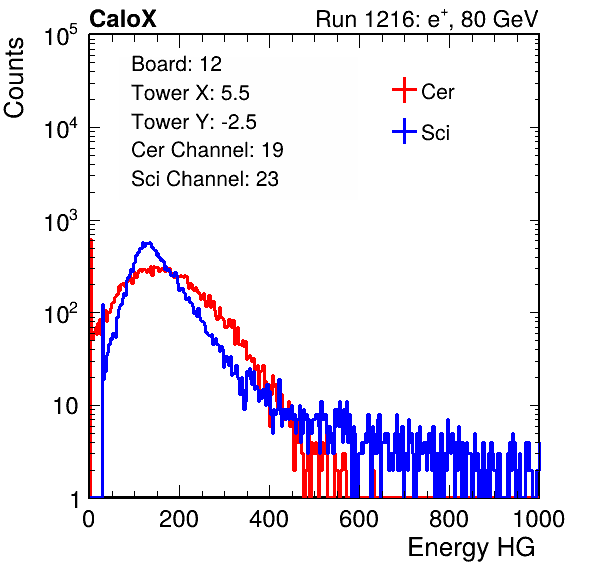 CaloX Run 1216: e⁺, 80 GeV
Counts
Board: 12
Tower X: 5.5
Tower Y: -2.5
Cer Channel: 19
Sci Channel: 23
Cer
Sci
10⁵
10⁴
10³
10²
10
1
0 200 400 600 800 1000
Energy HG